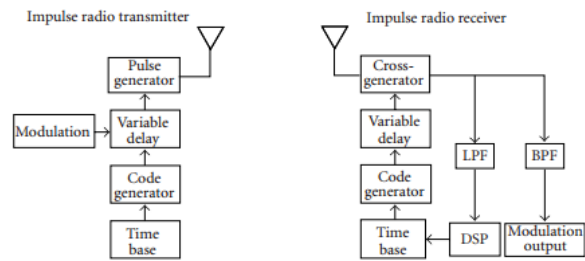 Impulse radio transmitter
Pulse
generator
Modulation
Variable
delay
Code
generator
Time
base
Impulse radio receiver
Cross-
generator
Variable
delay
LPF
BPF
Code
generator
Time
base
DSP
Modulation
output